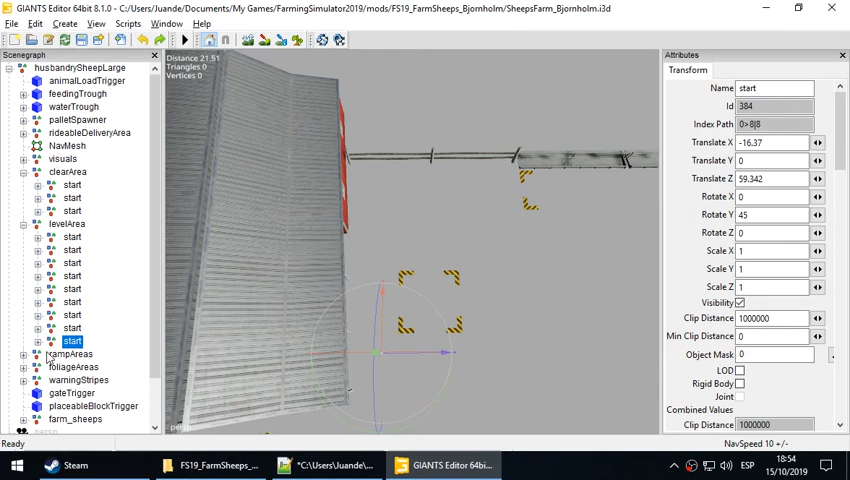 GIANTS Editor 64bit 8.1.0 - C:/Users/Juande/Documents/My Games/FarmingSimulator2019/mods/FS19_FarmSheeps_Bjornholm/SheepsFarm_Bjornholm.i3d
File Edit Create View Scripts Window Help
Scenegraph
husbandrySheepLarge
animalLoadTrigger
feedingTrough
waterTrough
palletSpawner
rideableDeliveryArea
NavMesh
visuals
clearArea
start
start
start
levelArea
start
start
start
start
start
start
start
start
start
rampAreas
foliageAreas
warningStripes
gateTrigger
placeableBlockTrigger
farm_sheeps
persp
Distance 21.51
Triangles 0
Vertices 0
persp
Attributes
Transform
Name start
Id 384
Index Path 0>8|8
Translate X -16.37
Translate Y 0
Translate Z 59.342
Rotate X 0
Rotate Y 45
Rotate Z 0
Scale X 1
Scale Y 1
Scale Z 1
Visibility
Clip Distance 1000000
Min Clip Distance 0
Object Mask 0
LOD
Rigid Body
Joint
Combined Values
Clip Distance 1000000
Ready
NavSpeed 10 +/-
Steam
FS19_FarmSheeps_...
*C:\Users\Juande\...
GIANTS Editor 64bi...
ESP
18:54
15/10/2019